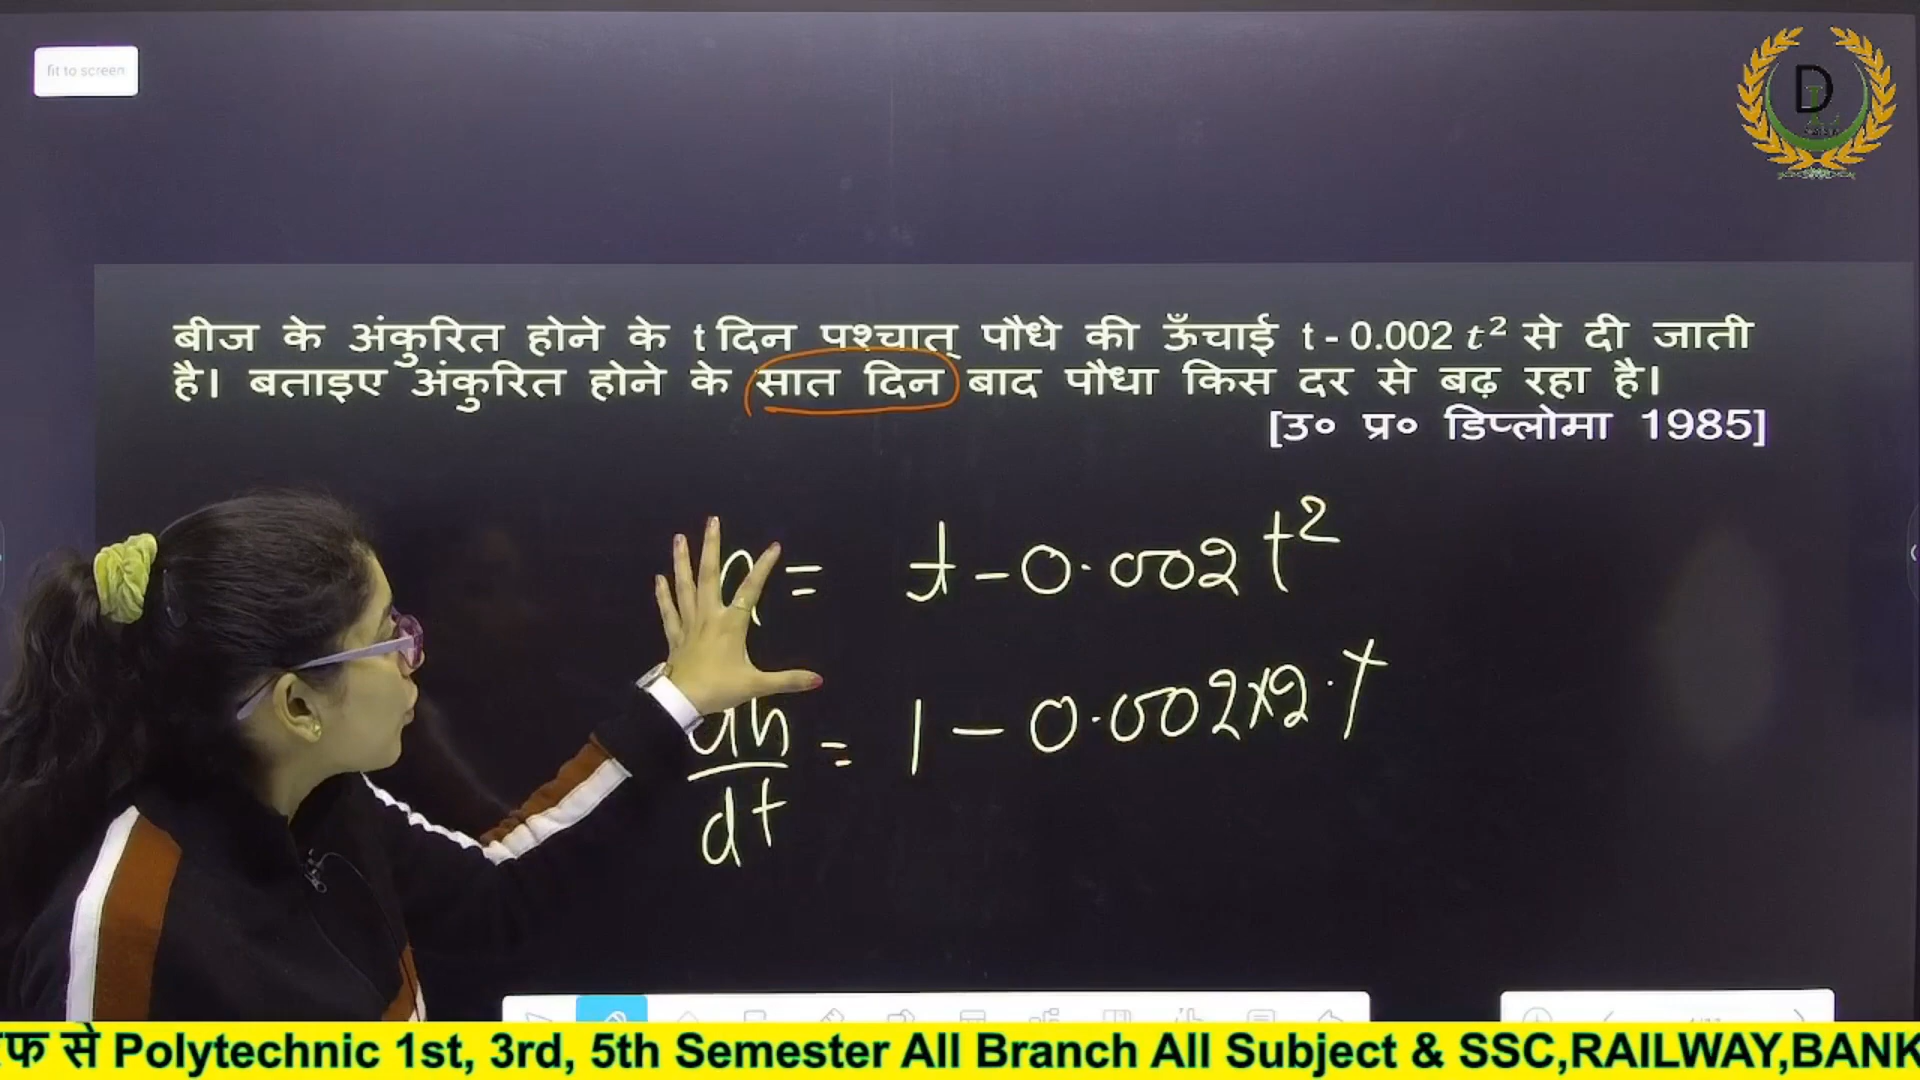 fit to screen
D
बीज के अंकुरित होने के t दिन पश्चात् पौधे की ऊँचाई t - 0.002 t² से दी जाती
है। बताइए अंकुरित होने के सात दिन बाद पौधा किस दर से बढ़ रहा है।
[उ० प्र० डिप्लोमा 1985]
= t - 0.002 t²
dh/dt = 1 - 0.002×2·t
से Polytechnic 1st, 3rd, 5th Semester All Branch All Subject & SSC,RAILWAY,BANK